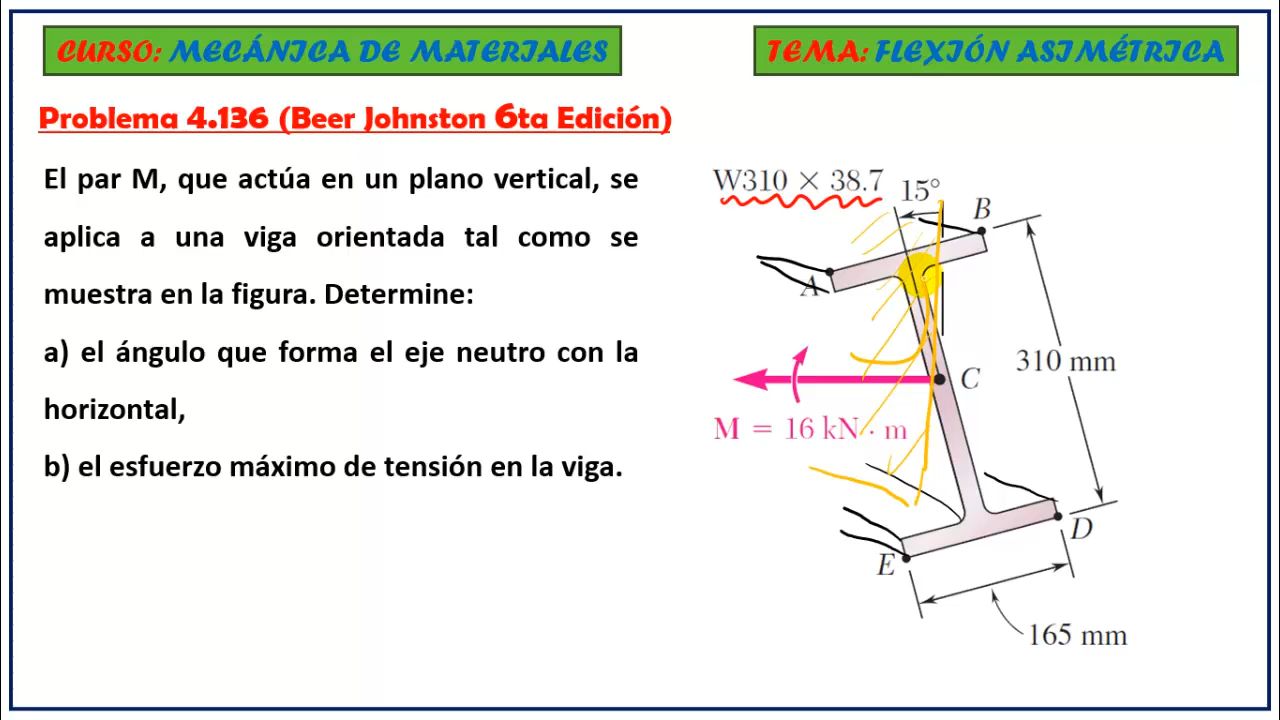 CURSO: MECÁNICA DE MATERIALES
TEMA: FLEXIÓN ASIMÉTRICA
Problema 4.136 (Beer Johnston 6ta Edición)
El par M, que actúa en un plano vertical, se
aplica a una viga orientada tal como se
muestra en la figura. Determine:
a) el ángulo que forma el eje neutro con la
horizontal,
b) el esfuerzo máximo de tensión en la viga.
W310 × 38.7
15°
B
A
310 mm
C
M = 16 kN · m
D
E
165 mm